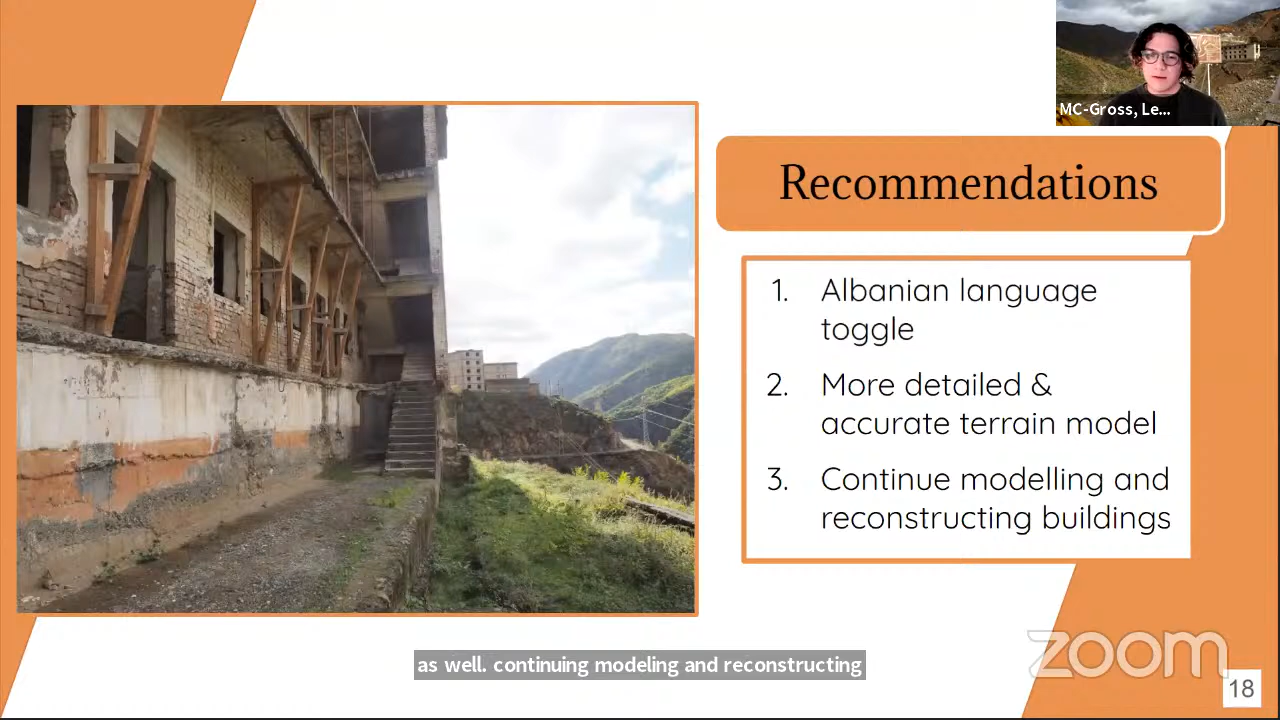 MC-Gross, Le...
Recommendations
1. Albanian language
toggle
2. More detailed &
accurate terrain model
3. Continue modelling and
reconstructing buildings
as well. continuing modeling and reconstructing
zoom
18